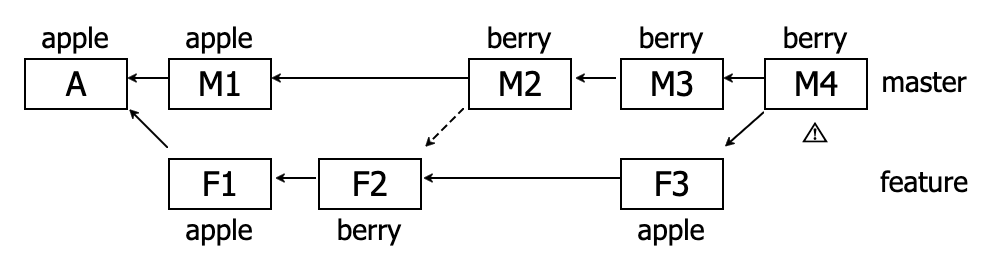 apple apple berry berry berry
A M1 M2 M3 M4 master
F1 F2 F3 feature
apple berry apple